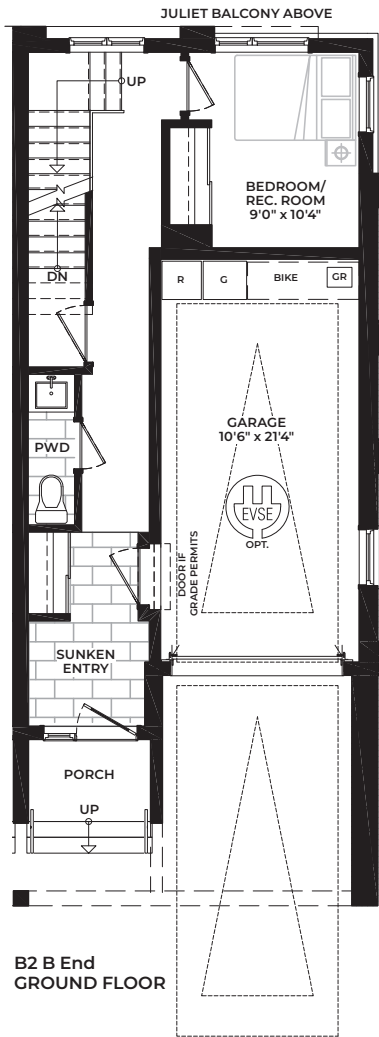 JULIET BALCONY ABOVE
UP
BEDROOM/
REC. ROOM
9'0" x 10'4"
DN
R
G
BIKE
GR
GARAGE
10'6" x 21'4"
PWD
EVSE
OPT.
DOOR IF
GRADE PERMITS
SUNKEN
ENTRY
PORCH
UP
B2 B End
GROUND FLOOR